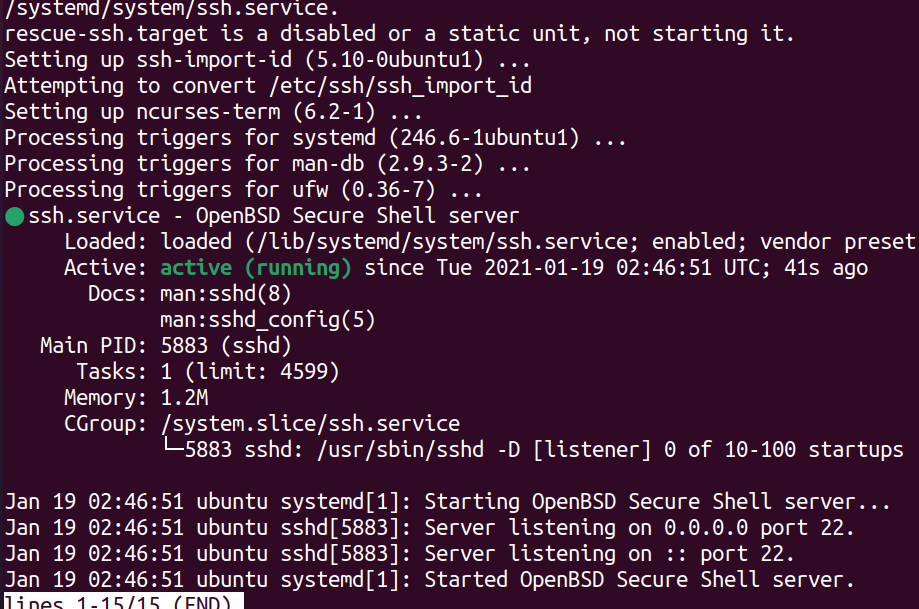 /systemd/system/ssh.service.
rescue-ssh.target is a disabled or a static unit, not starting it.
Setting up ssh-import-id (5.10-0ubuntu1) ...
Attempting to convert /etc/ssh/ssh_import_id
Setting up ncurses-term (6.2-1) ...
Processing triggers for systemd (246.6-1ubuntu1) ...
Processing triggers for man-db (2.9.3-2) ...
Processing triggers for ufw (0.36-7) ...
● ssh.service - OpenBSD Secure Shell server
     Loaded: loaded (/lib/systemd/system/ssh.service; enabled; vendor preset
     Active: active (running) since Tue 2021-01-19 02:46:51 UTC; 41s ago
       Docs: man:sshd(8)
             man:sshd_config(5)
   Main PID: 5883 (sshd)
      Tasks: 1 (limit: 4599)
     Memory: 1.2M
     CGroup: /system.slice/ssh.service
             └─5883 sshd: /usr/sbin/sshd -D [listener] 0 of 10-100 startups

Jan 19 02:46:51 ubuntu systemd[1]: Starting OpenBSD Secure Shell server...
Jan 19 02:46:51 ubuntu sshd[5883]: Server listening on 0.0.0.0 port 22.
Jan 19 02:46:51 ubuntu sshd[5883]: Server listening on :: port 22.
Jan 19 02:46:51 ubuntu systemd[1]: Started OpenBSD Secure Shell server.
lines 1-15/15 (END)